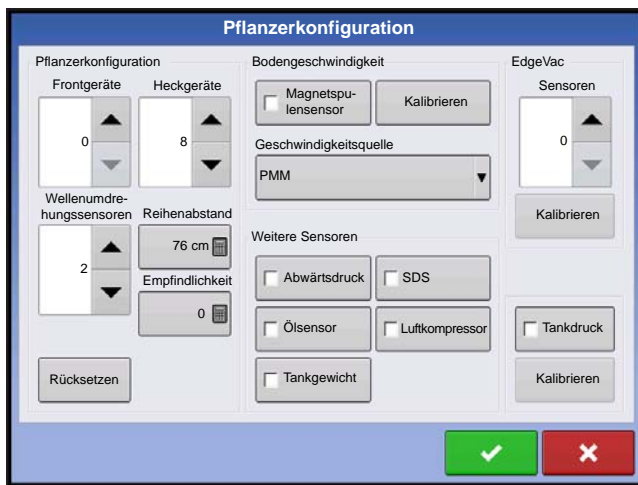 Pflanzerkonfiguration
Pflanzerkonfiguration
Frontgeräte
Heckgeräte
0
8
Wellenumdre-
hungssensoren
2
Reihenabstand
76 cm
Empfindlichkeit
0
Rücksetzen
Bodengeschwindigkeit
Magnetspu-
lensensor
Kalibrieren
Geschwindigkeitsquelle
PMM
Weitere Sensoren
Abwärtsdruck
SDS
Ölsensor
Luftkompressor
Tankgewicht
EdgeVac
Sensoren
0
Kalibrieren
Tankdruck
Kalibrieren